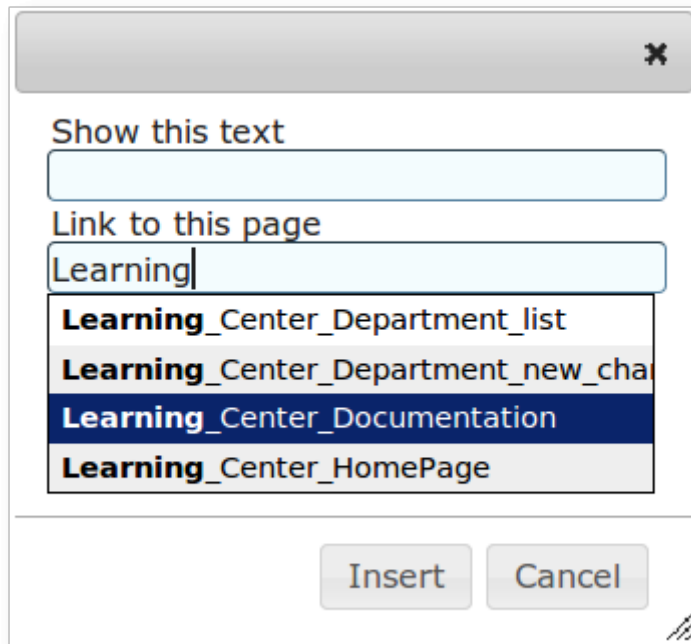 Show this text
Link to this page
Learning
Learning_Center_Department_list
Learning_Center_Department_new_cha
Learning_Center_Documentation
Learning_Center_HomePage
Insert Cancel